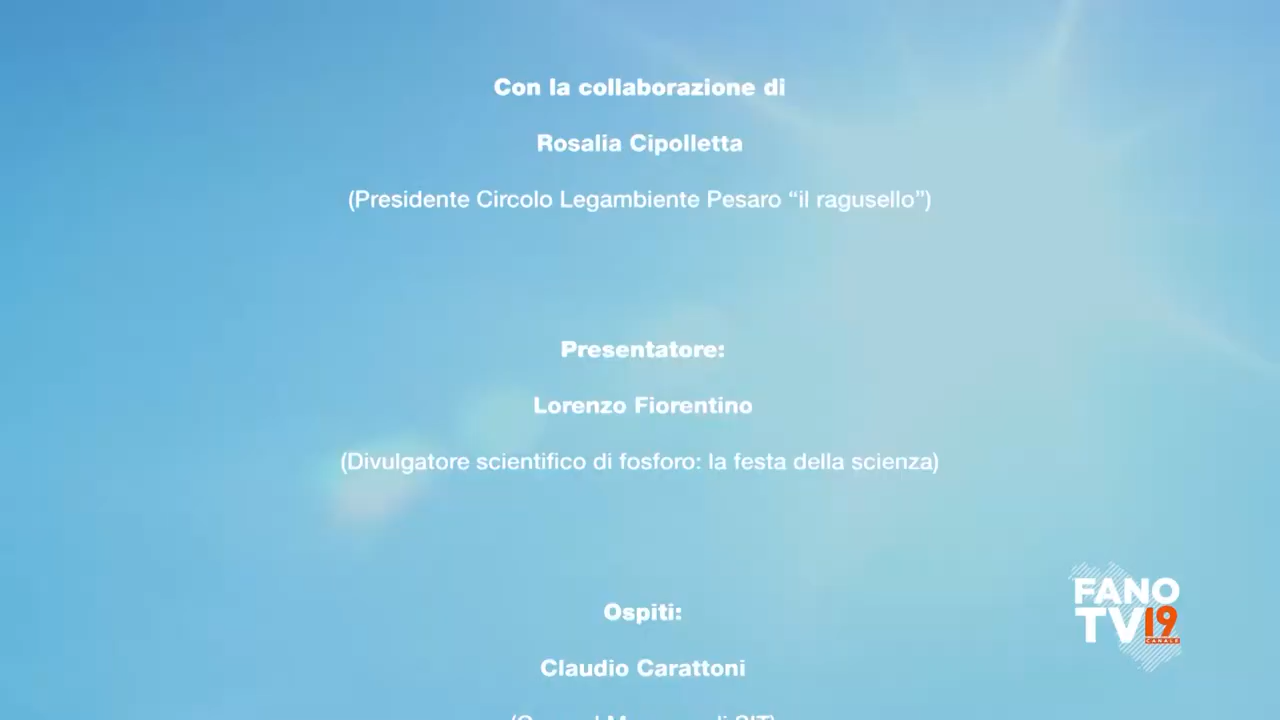 Con la collaborazione di
Rosalia Cipolletta
(Presidente Circolo Legambiente Pesaro “il ragusello”)
Presentatore:
Lorenzo Fiorentino
(Divulgatore scientifico di fosforo: la festa della scienza)
Ospiti:
Claudio Carattoni
FANO
TV19
CANALE